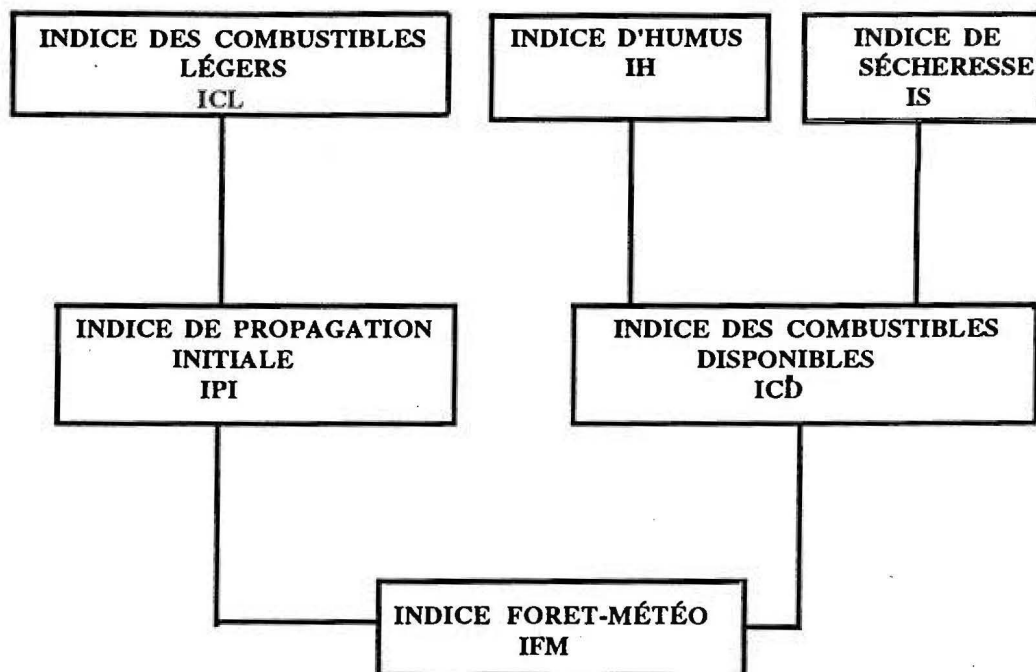 INDICE DES COMBUSTIBLES
LÉGERS
ICL
INDICE D'HUMUS
IH
INDICE DE
SÉCHERESSE
IS
INDICE DE PROPAGATION
INITIALE
IPI
INDICE DES COMBUSTIBLES
DISPONIBLES
ICD
INDICE FORET-MÉTÉO
IFM